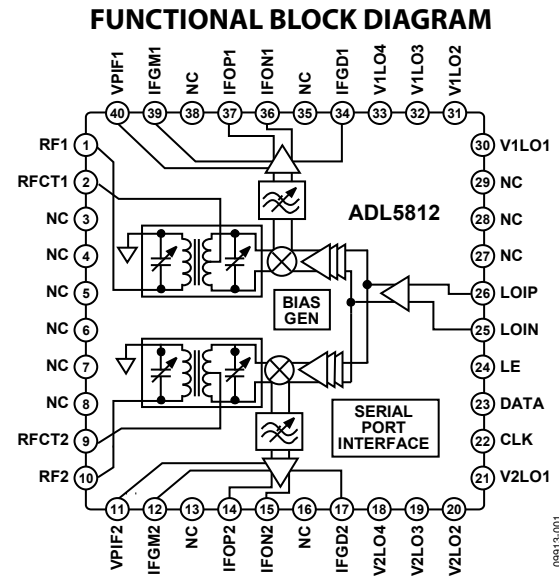 FUNCTIONAL BLOCK DIAGRAM
VPIF1
IFGM1
NC
IFOP1
IFON1
NC
IFGD1
V1LO4
V1LO3
V1LO2
40
39
38
37
36
35
34
33
32
31
RF1 1
RFCT1 2
NC 3
NC 4
NC 5
NC 6
NC 7
NC 8
RFCT2 9
RF2 10
ADL5812
BIAS
GEN
SERIAL
PORT
INTERFACE
30 V1LO1
29 NC
28 NC
27 NC
26 LOIP
25 LOIN
24 LE
23 DATA
22 CLK
21 V2LO1
11
12
13
14
15
16
17
18
19
20
VPIF2
IFGM2
NC
IFOP2
IFON2
NC
IFGD2
V2LO4
V2LO3
V2LO2
09913-001